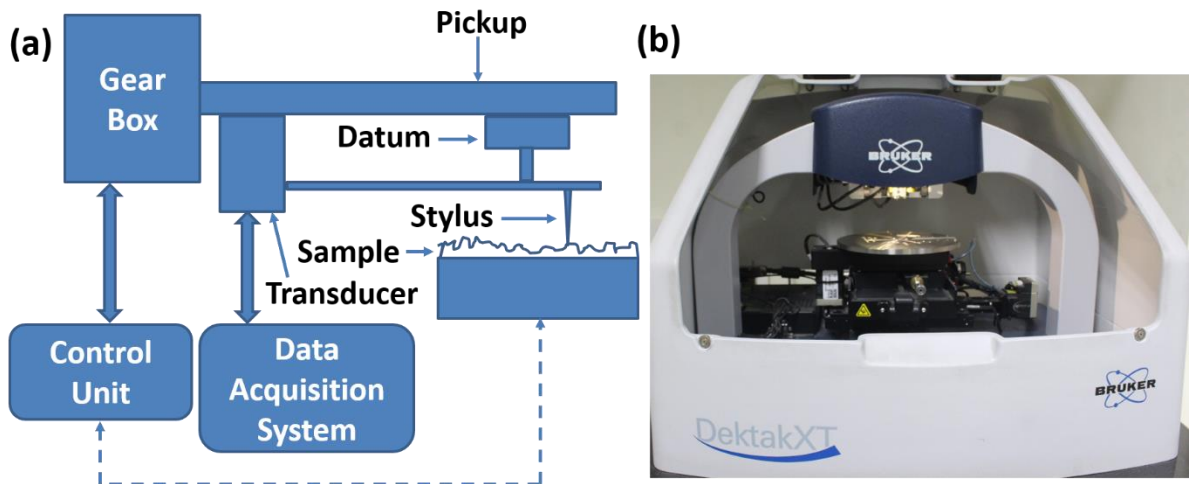 (a)
Gear
Box
Pickup
Datum
Stylus
Sample
Transducer
Control
Unit
Data
Acquisition
System
(b)
BRUKER
BRUKER
DektakXT